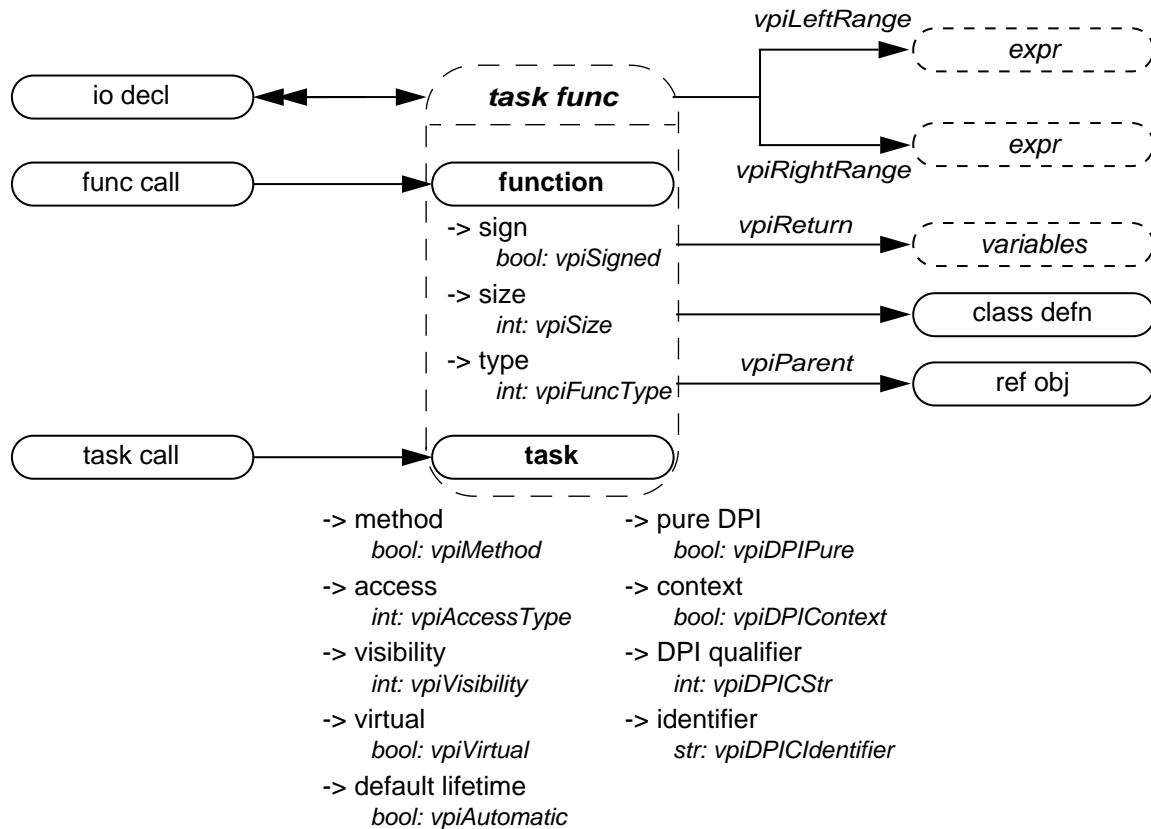 vpiLeftRange
expr
io decl
task func
expr
vpiRightRange
func call
function
-> sign
bool: vpiSigned
vpiReturn
variables
-> size
int: vpiSize
class defn
-> type
int: vpiFuncType
vpiParent
ref obj
task call
task
-> method
bool: vpiMethod
-> access
int: vpiAccessType
-> visibility
int: vpiVisibility
-> virtual
bool: vpiVirtual
-> default lifetime
bool: vpiAutomatic
-> pure DPI
bool: vpiDPIPure
-> context
bool: vpiDPIContext
-> DPI qualifier
int: vpiDPICStr
-> identifier
str: vpiDPICIdentifier